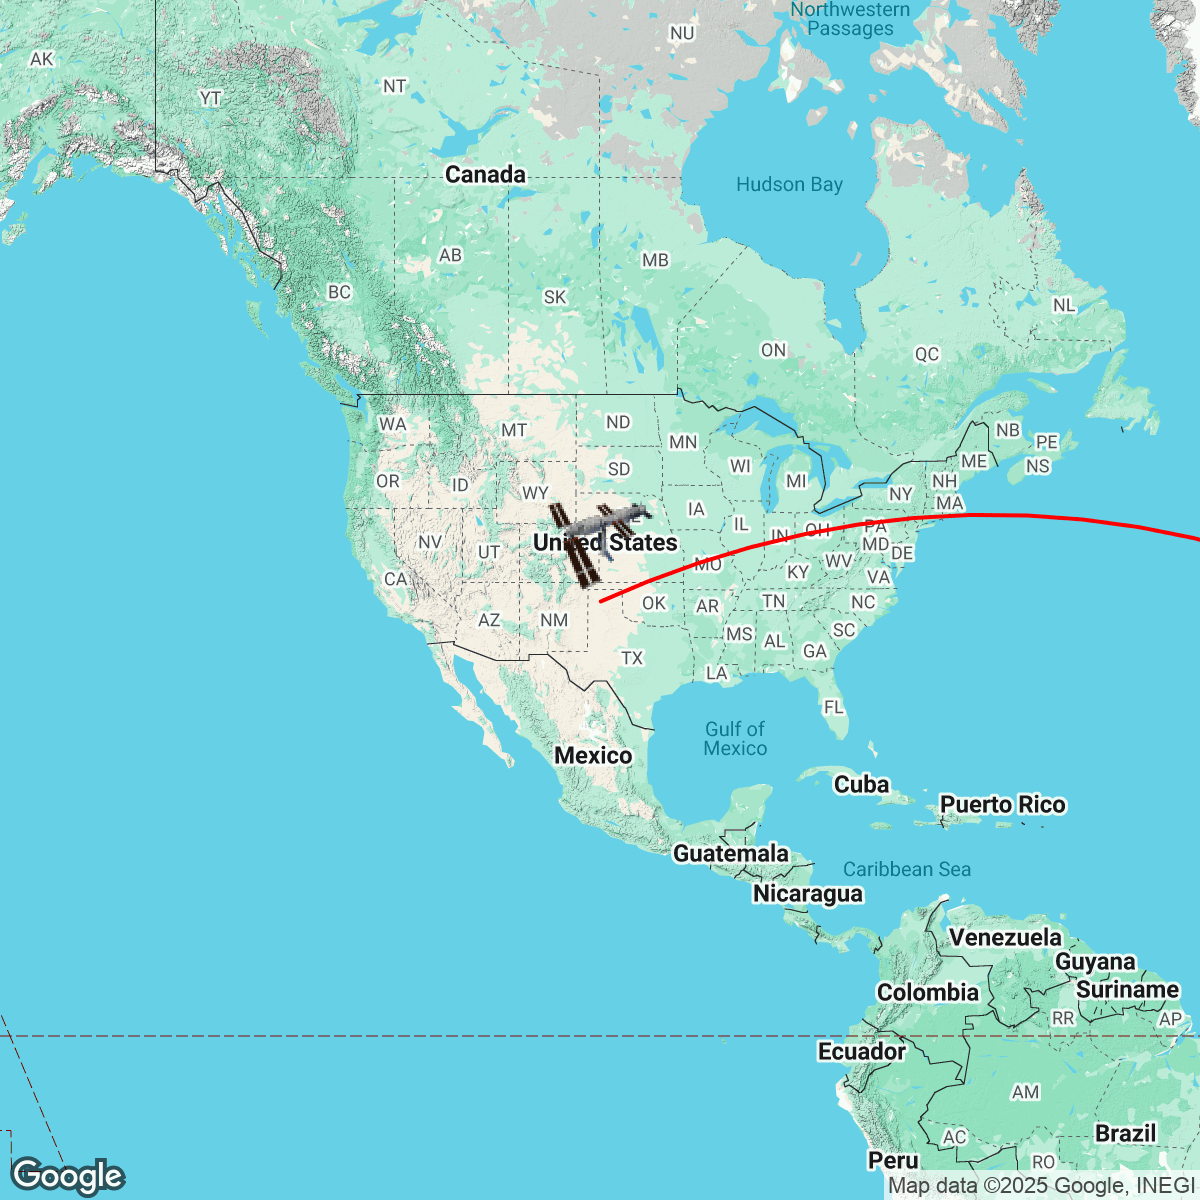 Northwestern
Passages
NU
AK
NT
YT
Canada
Hudson Bay
AB
MB
BC
SK
NL
ON
QC
WA
MT
ND
MN
NB
PE
ME
NS
WI
SD
MI
OR
ID
WY
NH
NY
MA
IA
IL
OH
PA
IN
NV
UT
United States
MD
DE
WV
MO
KY
CA
VA
OK
AR
TN
NC
AZ
NM
SC
MS
AL
GA
TX
LA
FL
Gulf of
Mexico
Mexico
Cuba
Puerto Rico
Guatemala
Caribbean Sea
Nicaragua
Venezuela
Guyana
Colombia
Suriname
RR
AP
Ecuador
AM
AC
Brazil
Peru
RO
Google
Map data ©2025 Google, INEGI